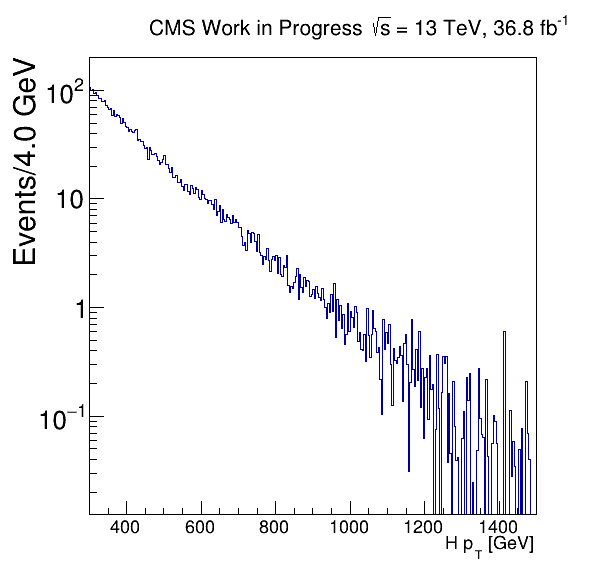 CMS Work in Progress √s = 13 TeV, 36.8 fb⁻¹
Events/4.0 GeV
10²
10
1
10⁻¹
400 600 800 1000 1200 1400
H p_T [GeV]